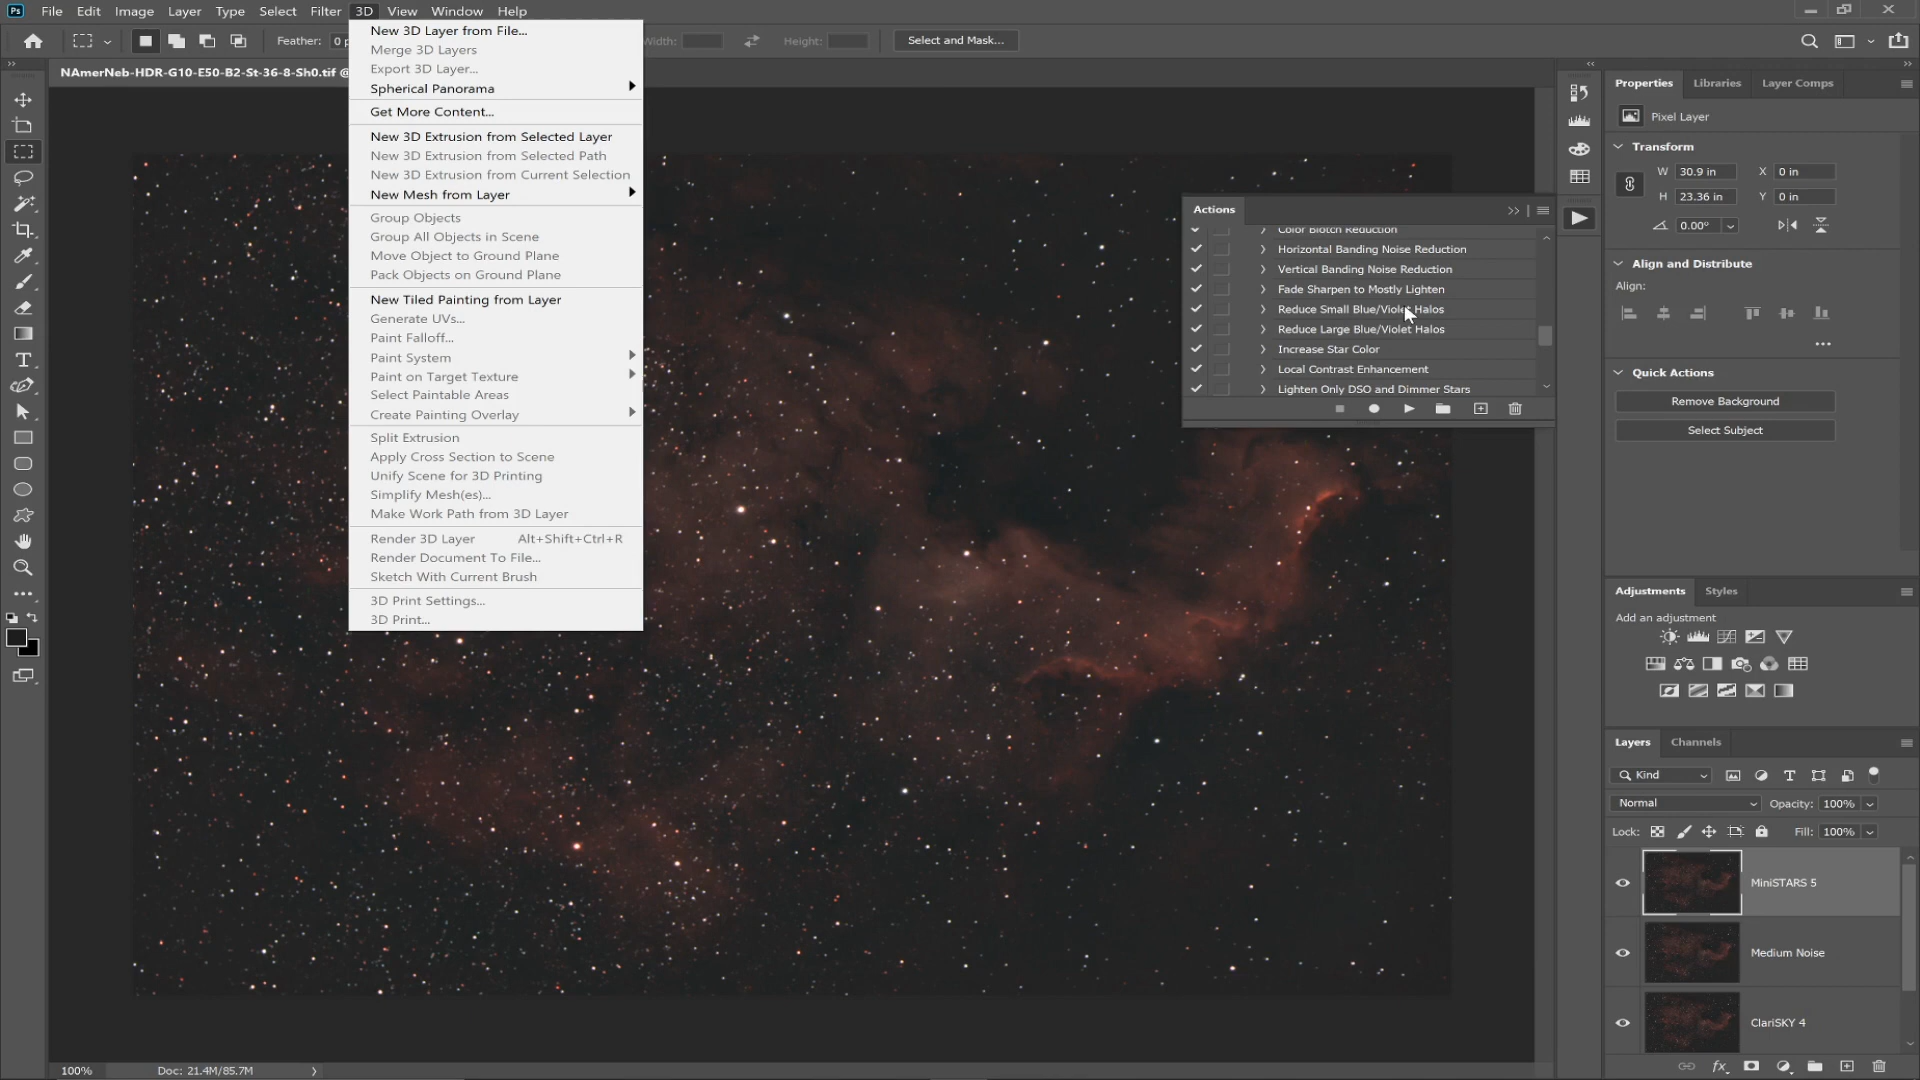 Ps File Edit Image Layer Type Select Filter 3D View Window Help
Feather: 0 Width: Height: Select and Mask...
NAmerNeb-HDR-G10-E50-B2-St-36-8-Sh0.tif @
New 3D Layer from File...
Merge 3D Layers
Export 3D Layer...
Spherical Panorama
Get More Content...
New 3D Extrusion from Selected Layer
New 3D Extrusion from Selected Path
New 3D Extrusion from Current Selection
New Mesh from Layer
Group Objects
Group All Objects in Scene
Move Object to Ground Plane
Pack Objects on Ground Plane
New Tiled Painting from Layer
Generate UVs...
Paint Falloff...
Paint System
Paint on Target Texture
Select Paintable Areas
Create Painting Overlay
Split Extrusion
Apply Cross Section to Scene
Unify Scene for 3D Printing
Simplify Mesh(es)...
Make Work Path from 3D Layer
Render 3D Layer Alt+Shift+Ctrl+R
Render Document To File...
Sketch With Current Brush
3D Print Settings...
3D Print...
Actions
Color Blotch Reduction
Horizontal Banding Noise Reduction
Vertical Banding Noise Reduction
Fade Sharpen to Mostly Lighten
Reduce Small Blue/Violet Halos
Reduce Large Blue/Violet Halos
Increase Star Color
Local Contrast Enhancement
Lighten Only DSO and Dimmer Stars
Properties Libraries Layer Comps
Pixel Layer
Transform
W 30.9 in X 0 in
H 23.36 in Y 0 in
0.00°
Align and Distribute
Align:
Quick Actions
Remove Background
Select Subject
Adjustments Styles
Add an adjustment
Layers Channels
Kind
Normal Opacity: 100%
Lock: Fill: 100%
MiniSTARS 5
Medium Noise
ClariSKY 4
fx
100% Doc: 21.4M/85.7M